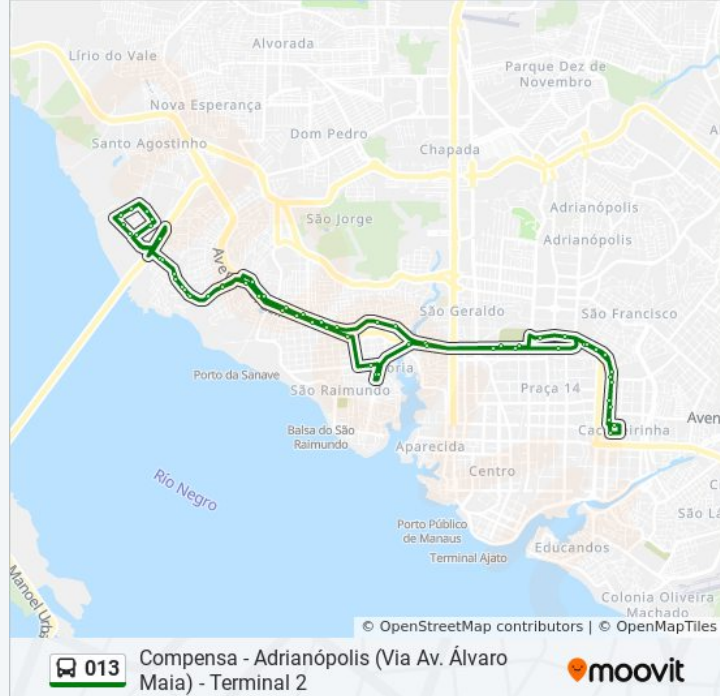 Lírio do Vale
Alvorada
Parque Dez de
Novembro
Nova Esperança
Santo Agostinho
Dom Pedro
Chapada
Adrianópolis
Adrianópolis
São Jorge
São Geraldo
São Francisco
Porto da Sanave
São Raimundo
Praça 14
Balsa do São
Raimundo
Aparecida
Centro
Río Negro
Porto Público
de Manaus
Terminal Ajato
Educandos
Colonia Oliveira
Machado
© OpenStreetMap contributors | © OpenMapTiles
013
Compensa - Adrianópolis (Via Av. Álvaro
Maia) - Terminal 2
moovit